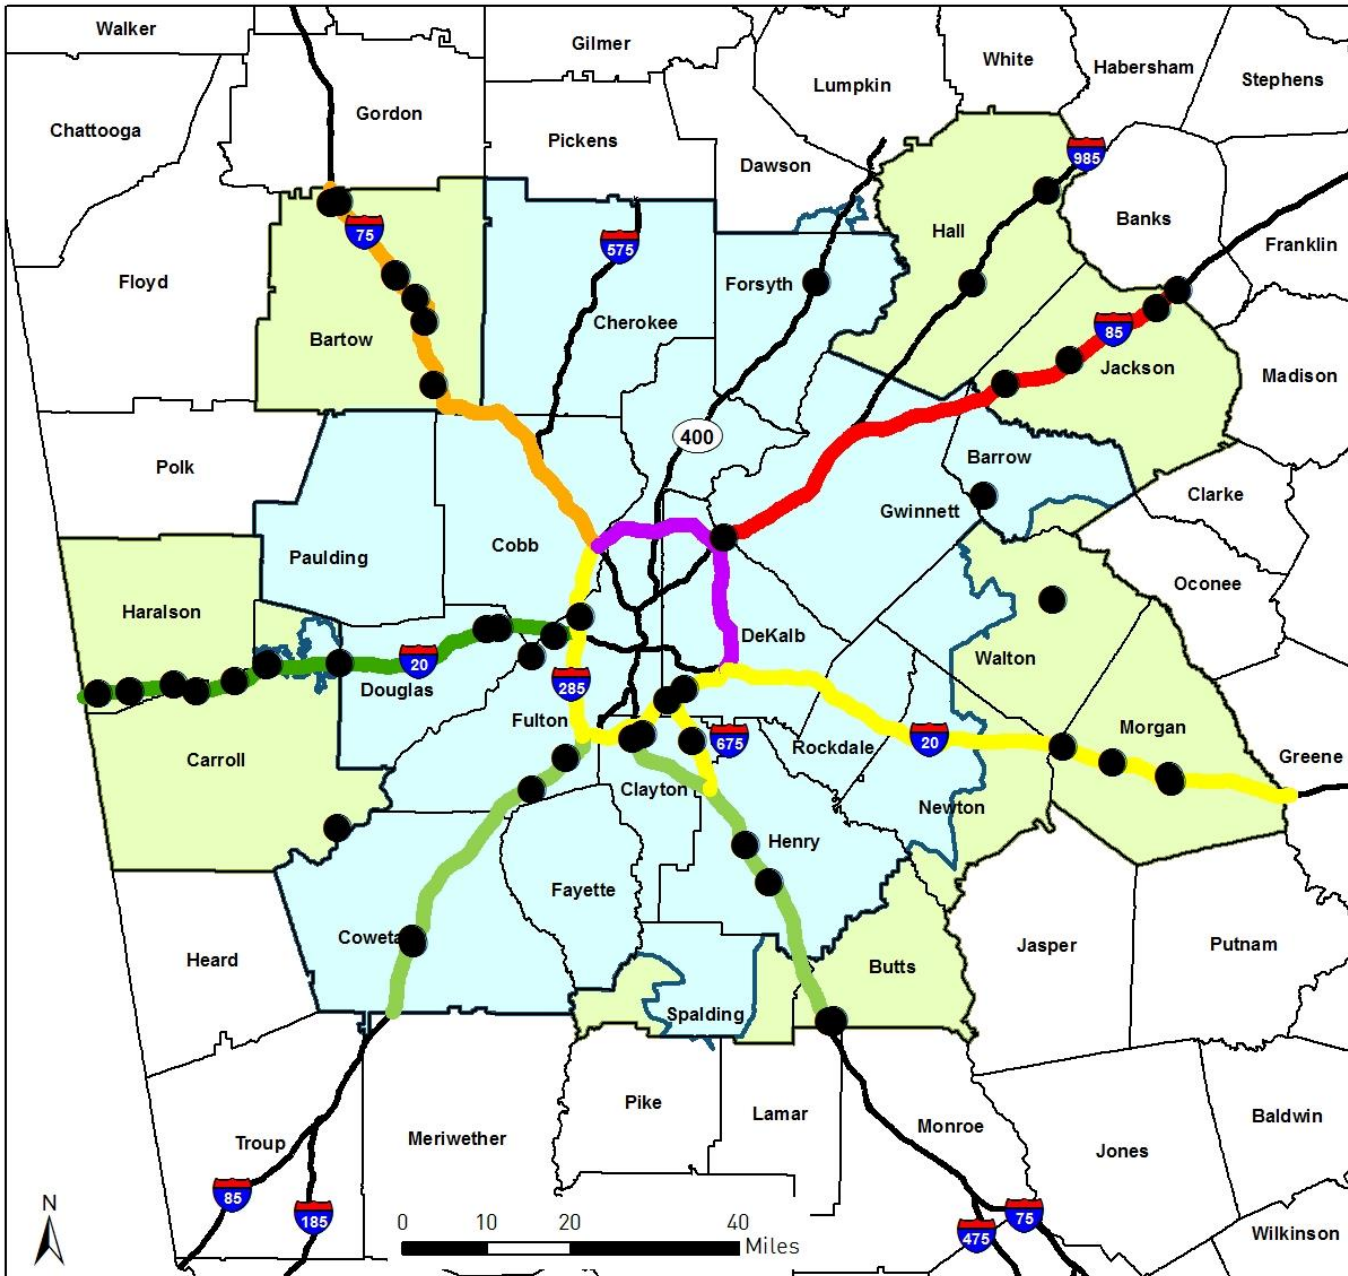 Walker
Gilmer
White
Habersham
Stephens
Lumpkin
Gordon
Chattooga
Pickens
Dawson
985
Banks
Franklin
75
Hall
575
Floyd
Forsyth
Cherokee
85
Bartow
Jackson
Madison
400
Polk
Barrow
Clarke
Gwinnett
Cobb
Paulding
Oconee
Haralson
DeKalb
Walton
20
Douglas
285
Fulton
Morgan
675
20
Rockdale
Carroll
Greene
Clayton
Newton
Henry
Fayette
Coweta
Heard
Jasper
Putnam
Butts
Spalding
Pike
Lamar
Monroe
Baldwin
Troup
Meriwether
Jones
85
N
185
75
475
Wilkinson
0 10 20 40
Miles